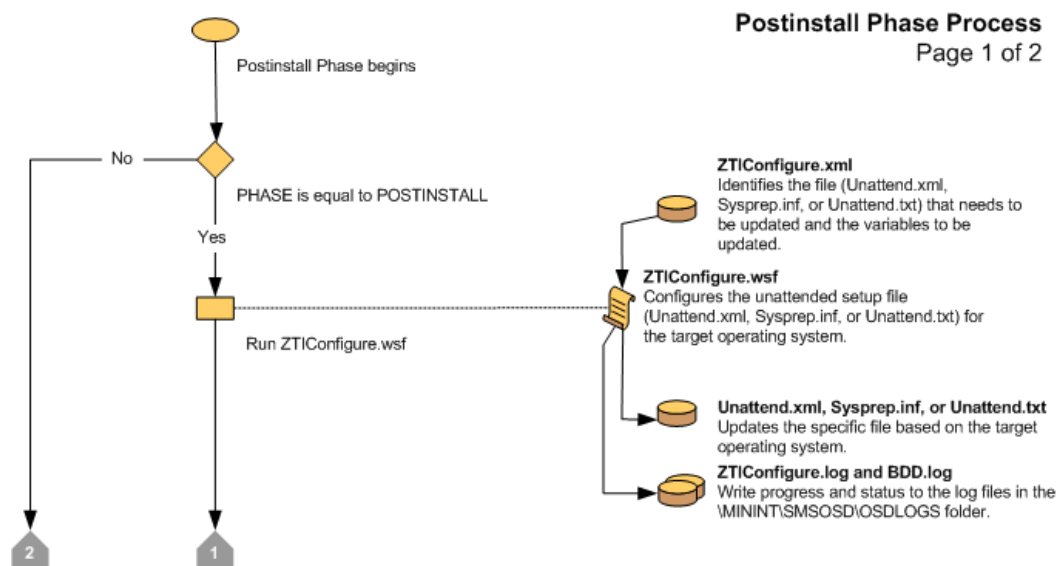 Postinstall Phase Process
Page 1 of 2
Postinstall Phase begins
No
PHASE is equal to POSTINSTALL
Yes
Run ZTIConfigure.wsf
ZTIConfigure.xml
Identifies the file (Unattend.xml,
Sysprep.inf, or Unattend.txt) that needs to
be updated and the variables to be
updated.
ZTIConfigure.wsf
Configures the unattended setup file
(Unattend.xml, Sysprep.inf, or Unattend.txt) for
the target operating system.
Unattend.xml, Sysprep.inf, or Unattend.txt
Updates the specific file based on the target
operating system.
ZTIConfigure.log and BDD.log
Write progress and status to the log files in the
\MININT\SMSOSD\OSDLOGS folder.
2
1